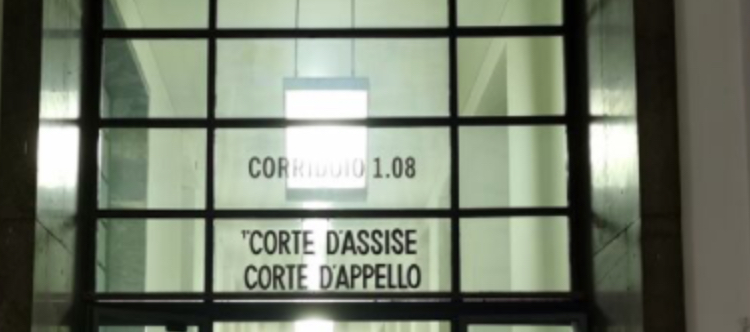 CORRIDOIO 1.08
"CORTE D'ASSISE
CORTE D'APPELLO